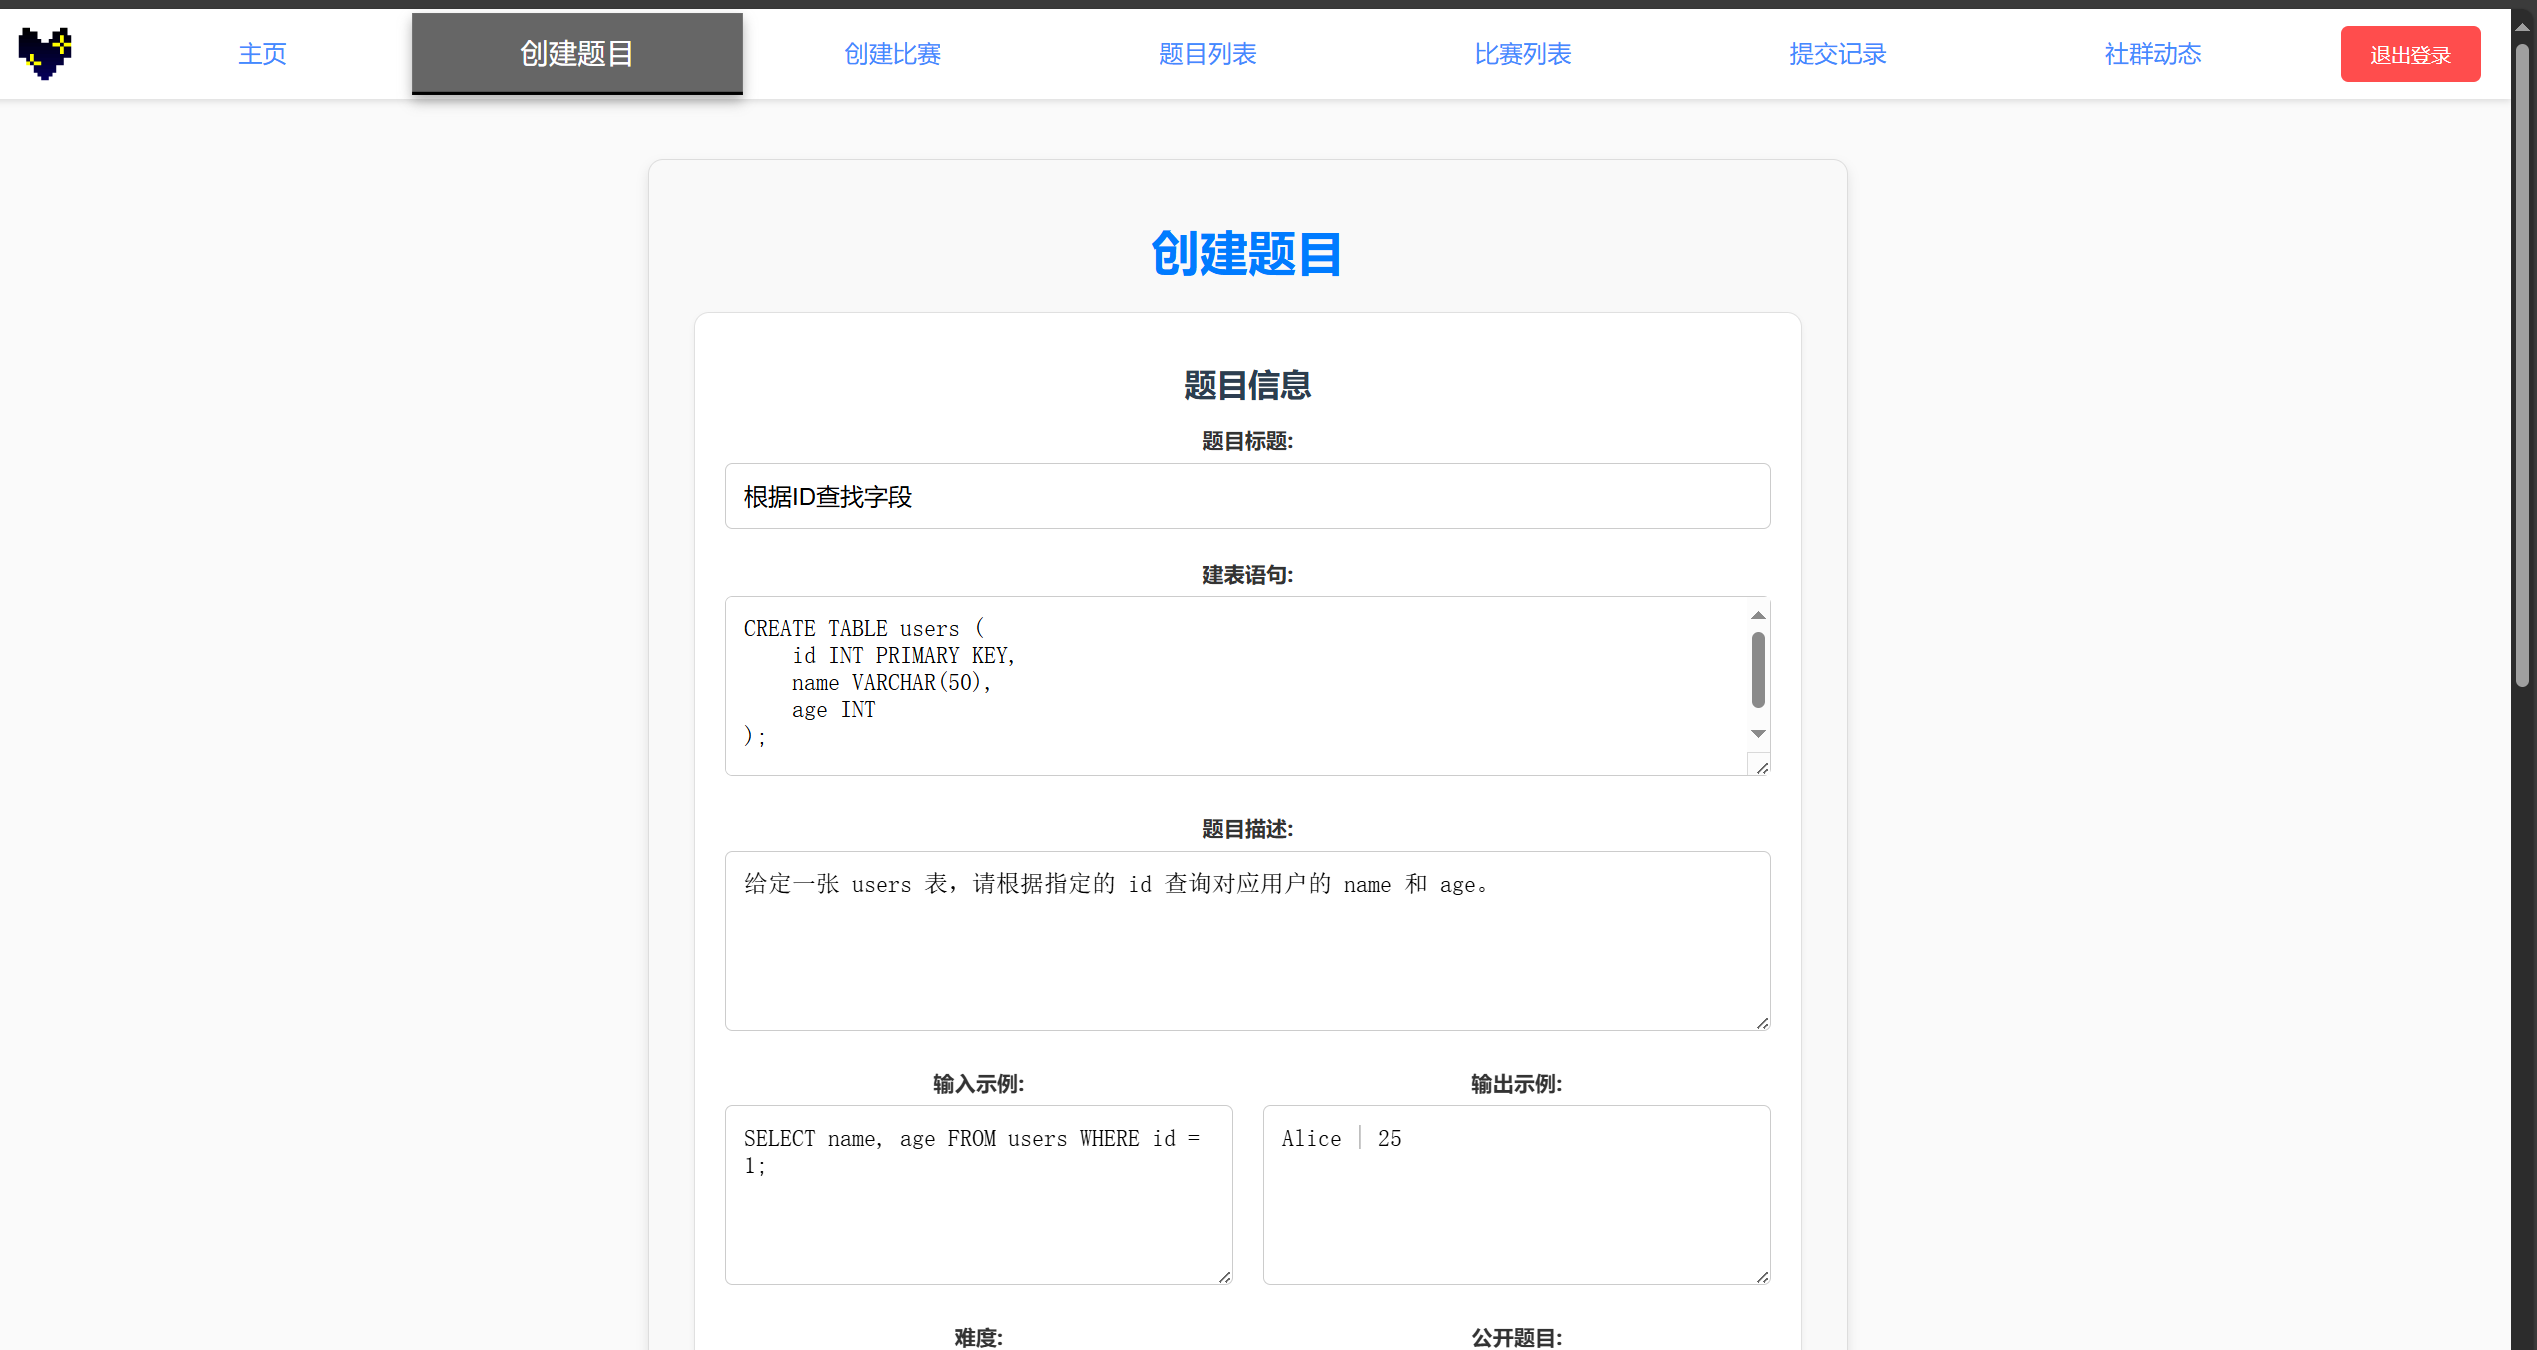 主页
创建题目
创建比赛
题目列表
比赛列表
提交记录
社群动态
退出登录
创建题目
题目信息
题目标题:
根据ID查找字段
建表语句:
CREATE TABLE users (
    id INT PRIMARY KEY,
    name VARCHAR(50),
    age INT
);
题目描述:
给定一张 users 表，请根据指定的 id 查询对应用户的 name 和 age。
输入示例:
SELECT name, age FROM users WHERE id =
1;
输出示例:
Alice | 25
难度:
公开题目: